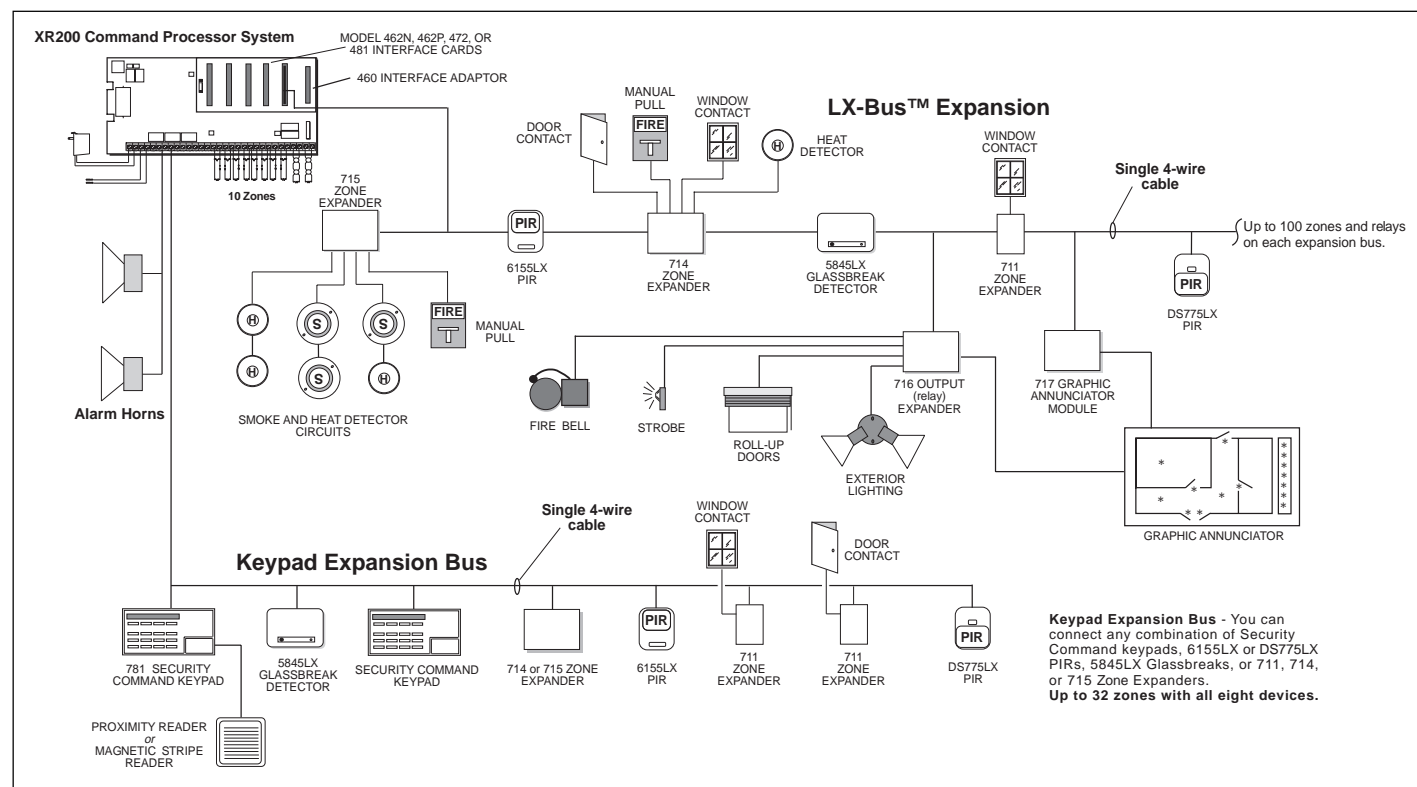 XR200 Command Processor System
MODEL 462N, 462P, 472, OR
481 INTERFACE CARDS
460 INTERFACE ADAPTOR
10 Zones
LX-Bus™ Expansion
DOOR
CONTACT
MANUAL
PULL
FIRE
WINDOW
CONTACT
H
HEAT
DETECTOR
WINDOW
CONTACT
Single 4-wire
cable
Up to 100 zones and relays
on each expansion bus.
715
ZONE
EXPANDER
PIR
6155LX
PIR
714
ZONE
EXPANDER
5845LX
GLASSBREAK
DETECTOR
711
ZONE
EXPANDER
PIR
DS775LX
PIR
H
S
S
FIRE
MANUAL
PULL
H
S
H
SMOKE AND HEAT DETECTOR
CIRCUITS
Alarm Horns
FIRE BELL
STROBE
ROLL-UP
DOORS
EXTERIOR
LIGHTING
716 OUTPUT
(relay)
EXPANDER
717 GRAPHIC
ANNUNCIATOR
MODULE
* * * * * * * * * * * * * *
GRAPHIC ANNUNCIATOR
Keypad Expansion Bus
Single 4-wire
cable
WINDOW
CONTACT
DOOR
CONTACT
781 SECURITY
COMMAND KEYPAD
5845LX
GLASSBREAK
DETECTOR
SECURITY COMMAND
KEYPAD
714 or 715 ZONE
EXPANDER
PIR
6155LX
PIR
711
ZONE
EXPANDER
711
ZONE
EXPANDER
PIR
DS775LX
PIR
PROXIMITY READER
or
MAGNETIC STRIPE
READER
Keypad Expansion Bus - You can
connect any combination of Security
Command keypads, 6155LX or DS775LX
PIRs, 5845LX Glassbreaks, or 711, 714,
or 715 Zone Expanders.
Up to 32 zones with all eight devices.